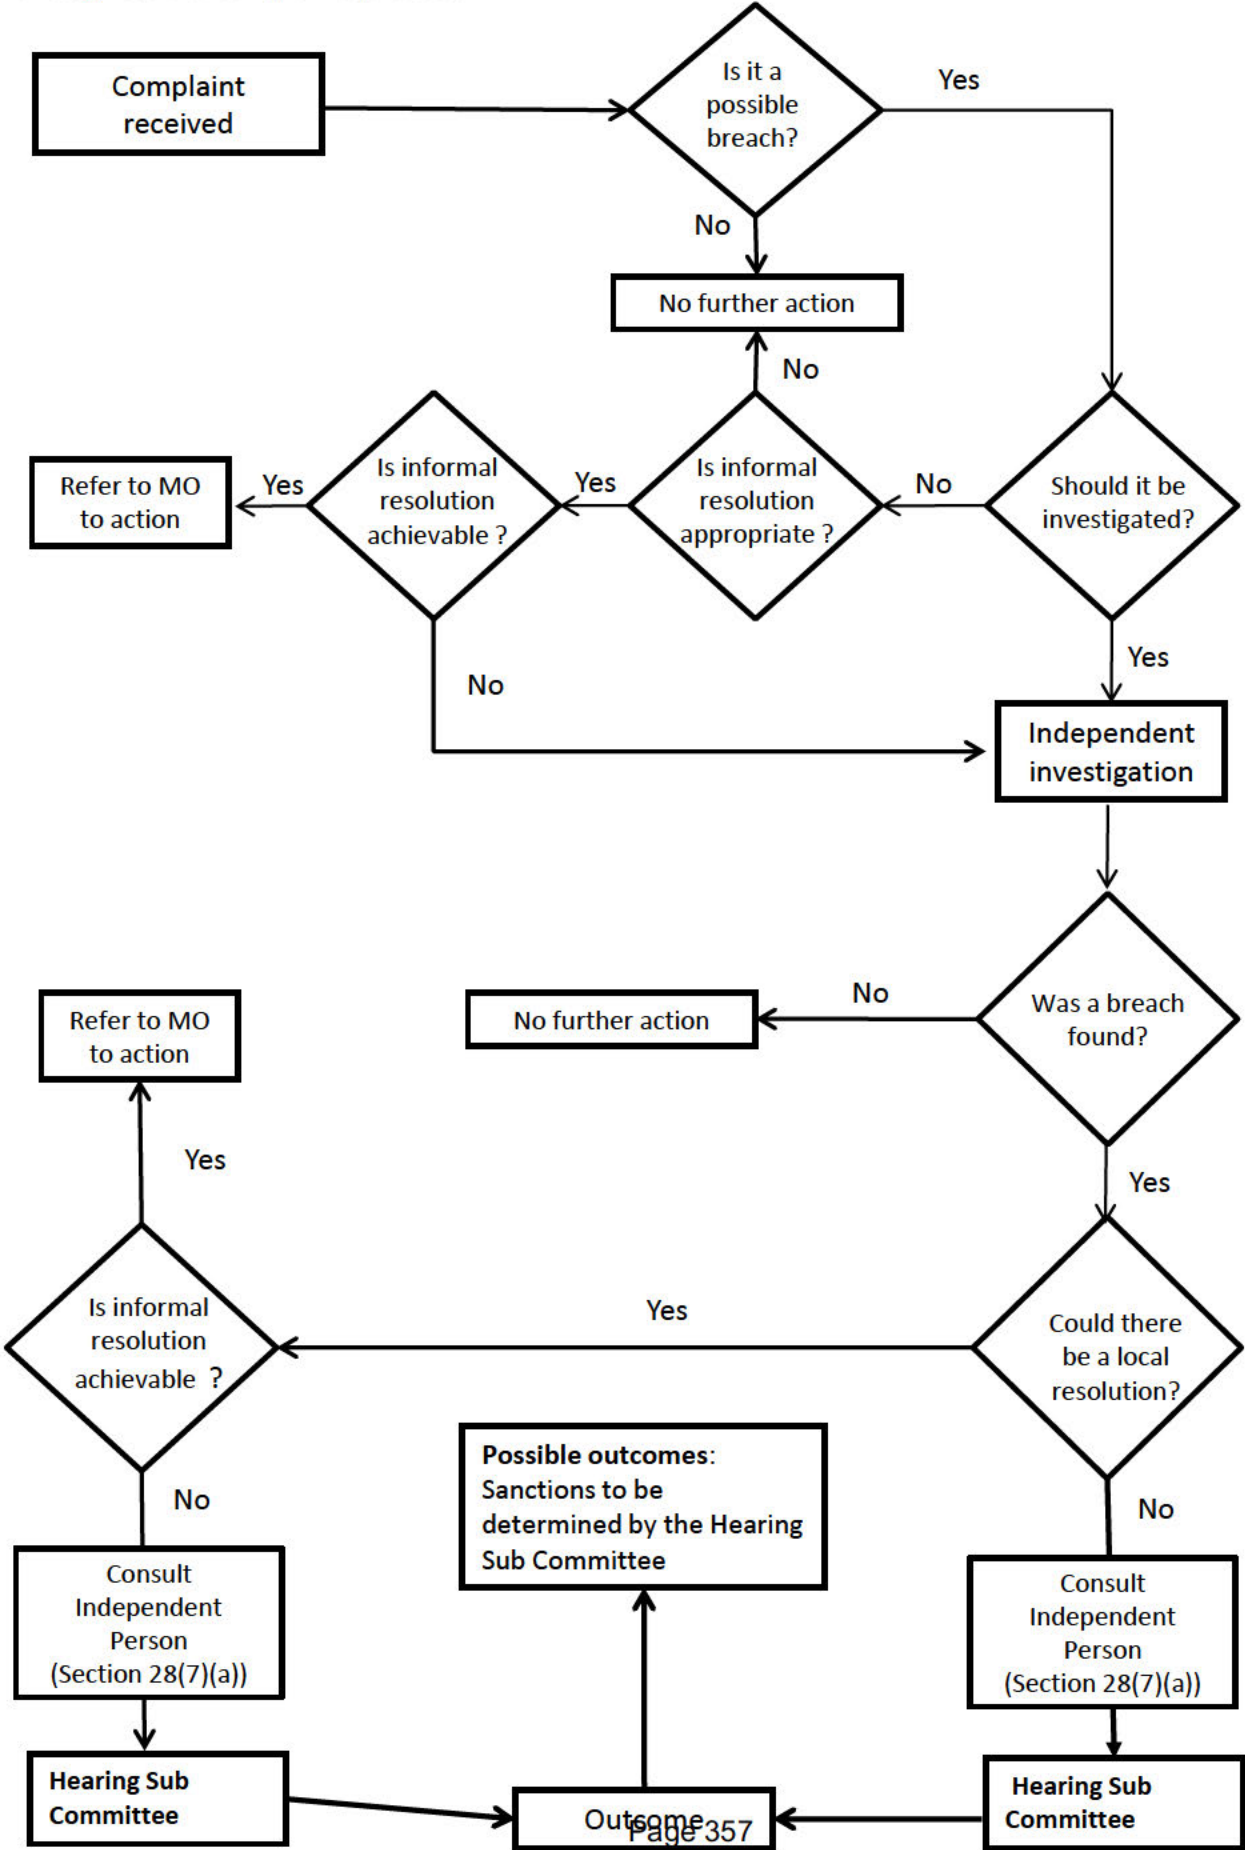 Complaint
received
Is it a
possible
breach?
Yes
No
No further action
No
Refer to MO
to action
Yes
Is informal
resolution
achievable ?
Yes
Is informal
resolution
appropriate ?
No
Should it be
investigated?
Yes
No
Independent
investigation
Was a breach
found?
No
No further action
Refer to MO
to action
Yes
Yes
Is informal
resolution
achievable ?
Yes
Could there
be a local
resolution?
Possible outcomes:
Sanctions to be
determined by the Hearing
Sub Committee
No
No
Consult
Independent
Person
(Section 28(7)(a))
Consult
Independent
Person
(Section 28(7)(a))
Hearing Sub
Committee
Outcome
Hearing Sub
Committee
Page 357